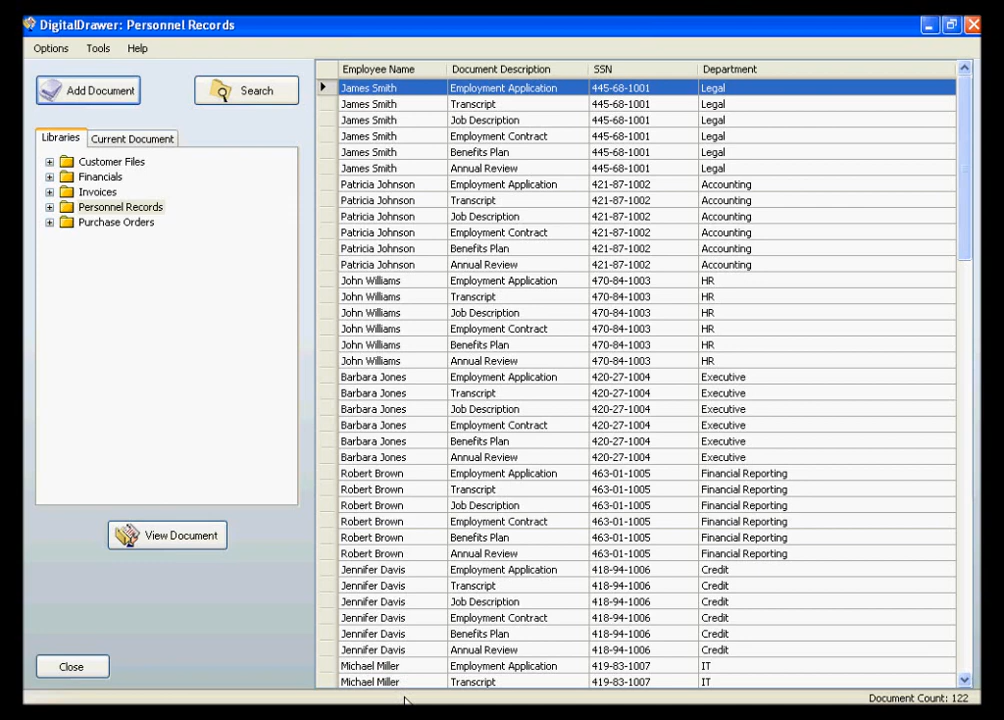 DigitalDrawer: Personnel Records
Options Tools Help
Add Document Search
Libraries Current Document
Customer Files
Financials
Invoices
Personnel Records
Purchase Orders
View Document
Close
Employee Name Document Description SSN Department
James Smith Employment Application 445-68-1001 Legal
James Smith Transcript 445-68-1001 Legal
James Smith Job Description 445-68-1001 Legal
James Smith Employment Contract 445-68-1001 Legal
James Smith Benefits Plan 445-68-1001 Legal
James Smith Annual Review 445-68-1001 Legal
Patricia Johnson Employment Application 421-87-1002 Accounting
Patricia Johnson Transcript 421-87-1002 Accounting
Patricia Johnson Job Description 421-87-1002 Accounting
Patricia Johnson Employment Contract 421-87-1002 Accounting
Patricia Johnson Benefits Plan 421-87-1002 Accounting
Patricia Johnson Annual Review 421-87-1002 Accounting
John Williams Employment Application 470-84-1003 HR
John Williams Transcript 470-84-1003 HR
John Williams Job Description 470-84-1003 HR
John Williams Employment Contract 470-84-1003 HR
John Williams Benefits Plan 470-84-1003 HR
John Williams Annual Review 470-84-1003 HR
Barbara Jones Employment Application 420-27-1004 Executive
Barbara Jones Transcript 420-27-1004 Executive
Barbara Jones Job Description 420-27-1004 Executive
Barbara Jones Employment Contract 420-27-1004 Executive
Barbara Jones Benefits Plan 420-27-1004 Executive
Barbara Jones Annual Review 420-27-1004 Executive
Robert Brown Employment Application 463-01-1005 Financial Reporting
Robert Brown Transcript 463-01-1005 Financial Reporting
Robert Brown Job Description 463-01-1005 Financial Reporting
Robert Brown Employment Contract 463-01-1005 Financial Reporting
Robert Brown Benefits Plan 463-01-1005 Financial Reporting
Robert Brown Annual Review 463-01-1005 Financial Reporting
Jennifer Davis Employment Application 418-94-1006 Credit
Jennifer Davis Transcript 418-94-1006 Credit
Jennifer Davis Job Description 418-94-1006 Credit
Jennifer Davis Employment Contract 418-94-1006 Credit
Jennifer Davis Benefits Plan 418-94-1006 Credit
Jennifer Davis Annual Review 418-94-1006 Credit
Michael Miller Employment Application 419-83-1007 IT
Michael Miller Transcript 419-83-1007 IT
Document Count: 122